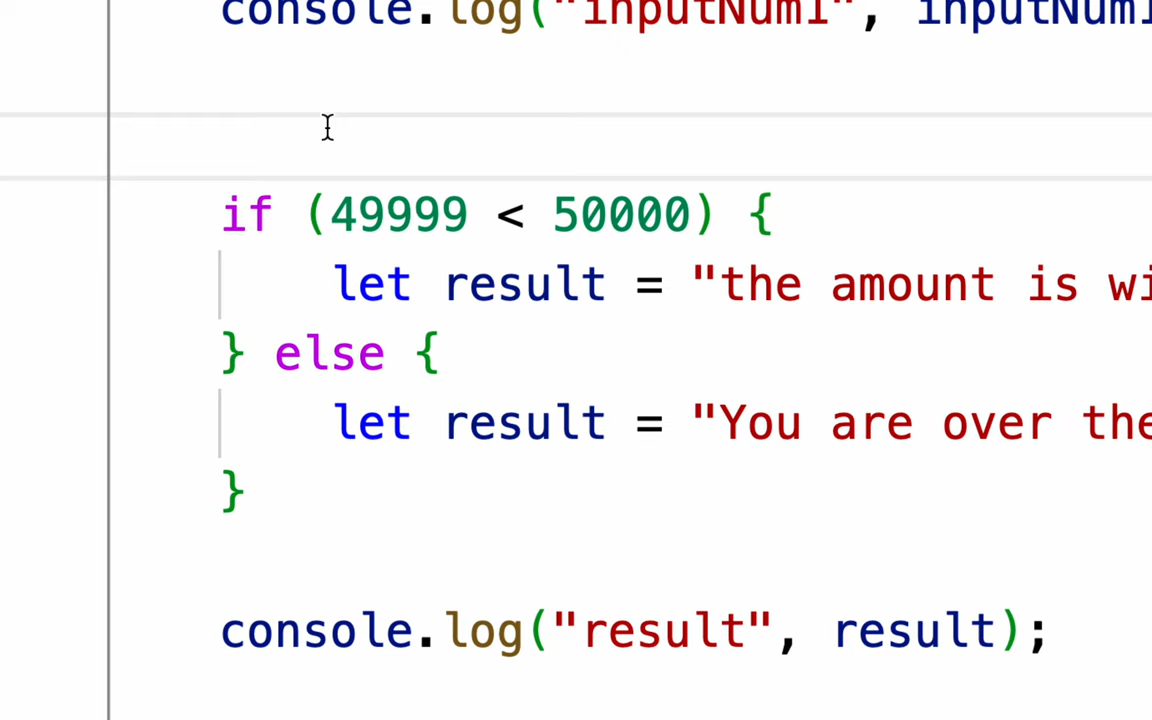 console.log("inputNum1", inputNum1
if (49999 < 50000) {
let result = "the amount is wi
} else {
let result = "You are over the
}
console.log("result", result);